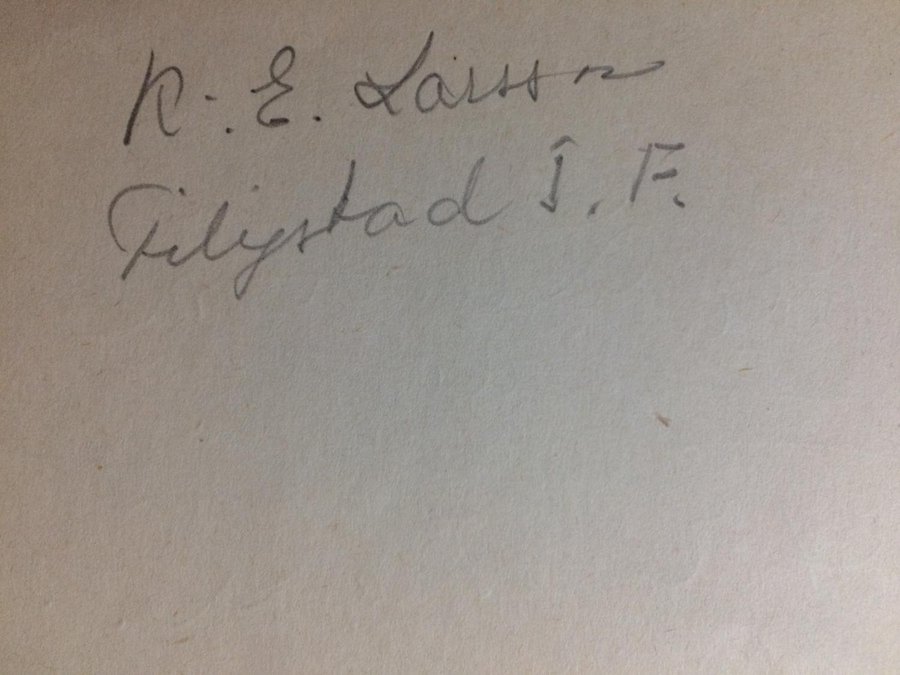 K. E. Larsson
Filipstad I. F.